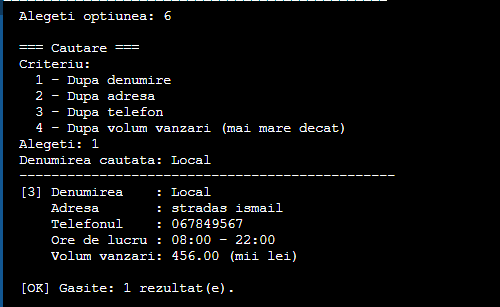 Alegeti optiunea: 6
=== Cautare ===
Criteriu:
1 - Dupa denumire
2 - Dupa adresa
3 - Dupa telefon
4 - Dupa volum vanzari (mai mare decat)
Alegeti: 1
Denumirea cautata: Local
-----------------------------------------------
[3] Denumirea    : Local
Adresa       : stradas ismail
Telefonul    : 067849567
Ore de lucru : 08:00 - 22:00
Volum vanzari: 456.00 (mii lei)
[OK] Gasite: 1 rezultat(e).